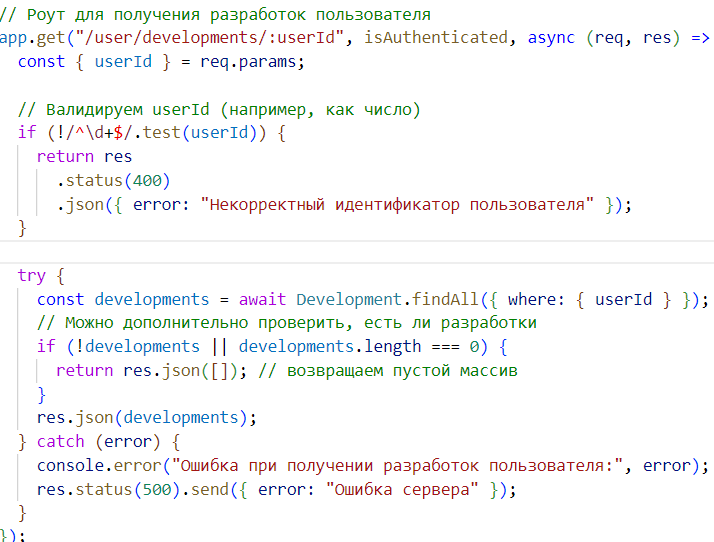 // Роут для получения разработок пользователя
app.get("/user/developments/:userId", isAuthenticated, async (req, res) =>
const { userId } = req.params;
// Валидируем userId (например, как число)
if (!/^\d+$/.test(userId)) {
return res
.status(400)
.json({ error: "Некорректный идентификатор пользователя" });
}
try {
const developments = await Development.findAll({ where: { userId } });
// Можно дополнительно проверить, есть ли разработки
if (!developments || developments.length === 0) {
return res.json([]); // возвращаем пустой массив
}
res.json(developments);
} catch (error) {
console.error("Ошибка при получении разработок пользователя:", error);
res.status(500).send({ error: "Ошибка сервера" });
}
});